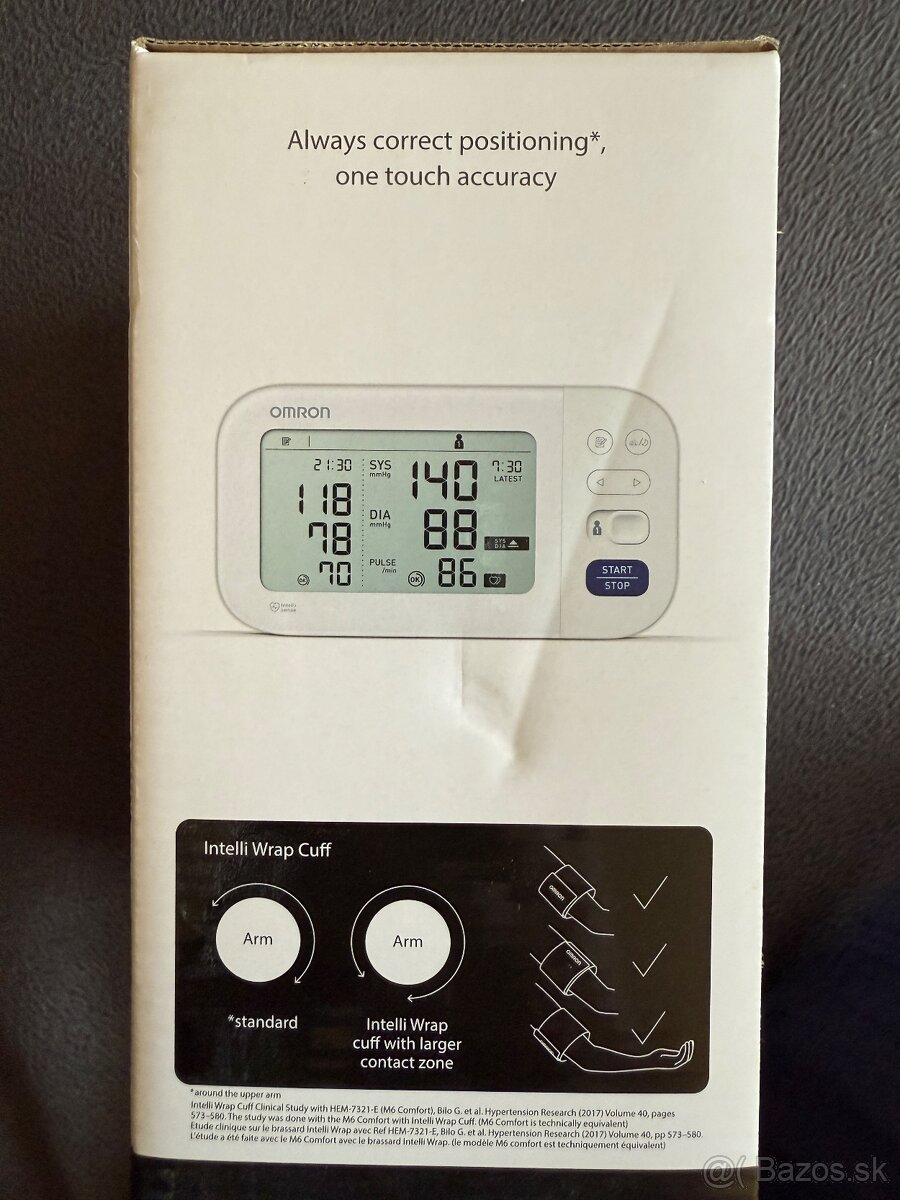 Always correct positioning*,
one touch accuracy
OMRON
21:30 SYS mmHg 140 7:30 LATEST
118
DIA mmHg 88
78
SYS DIA
PULSE /min
70 OK OK 86
START
STOP
intelli sense
Intelli Wrap Cuff
Arm
Arm
*standard
Intelli Wrap
cuff with larger
contact zone
OMRON
OMRON
*around the upper arm
Intelli Wrap Cuff Clinical Study with HEM-7321-E (M6 Comfort), Bilo G. et al. Hypertension Research (2017) Volume 40, pages
573–580. The study was done with the M6 Comfort with Intelli Wrap Cuff. (M6 Comfort is technically equivalent)
Étude clinique sur le brassard Intelli Wrap avec Ref HEM-7321-E, Bilo G. et al. Hypertension Research (2017) Volume 40, pp 573–580.
L'étude a été faite avec le M6 Comfort avec le brassard Intelli Wrap. (le modèle M6 comfort est techniquement équivalent)
@( Bazos.sk